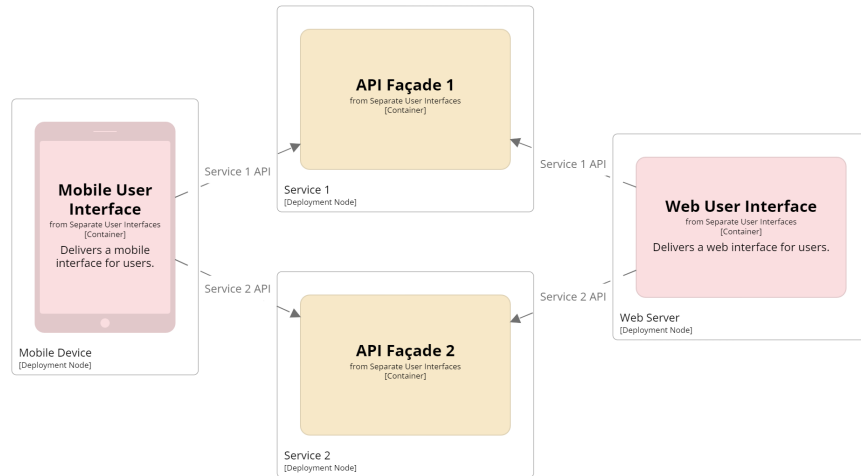 API Façade 1
from Separate User Interfaces
[Container]
Service 1
[Deployment Node]
Mobile User
Interface
from Separate User Interfaces
[Container]
Delivers a mobile
interface for users.
Mobile Device
[Deployment Node]
Service 1 API
Service 2 API
Service 1 API
Service 2 API
Web User Interface
from Separate User Interfaces
[Container]
Delivers a web interface for users.
Web Server
[Deployment Node]
API Façade 2
from Separate User Interfaces
[Container]
Service 2
[Deployment Node]